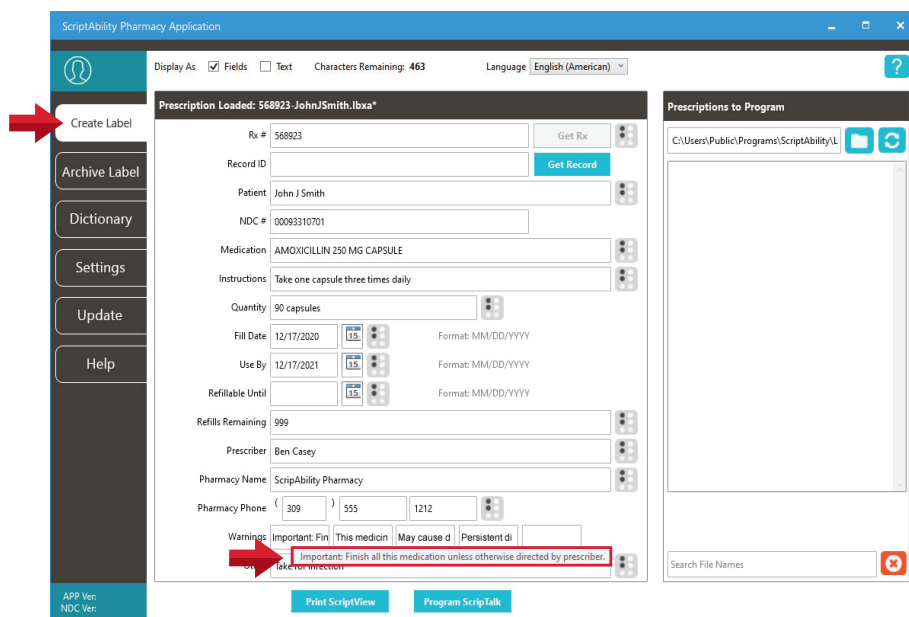 ScriptAbility Pharmacy Application
Display As Fields Text Characters Remaining: 463 Language English (American)
?
Create Label
Archive Label
Dictionary
Settings
Update
Help
APP Ver:
NDC Ver:
Prescription Loaded: 568923-JohnJSmith.lbxa*
Rx # 568923 Get Rx
Record ID Get Record
Patient John J Smith
NDC # 00093310701
Medication AMOXICILLIN 250 MG CAPSULE
Instructions Take one capsule three times daily
Quantity 90 capsules
Fill Date 12/17/2020 15 Format: MM/DD/YYYY
Use By 12/17/2021 15 Format: MM/DD/YYYY
Refillable Until 15 Format: MM/DD/YYYY
Refills Remaining 999
Prescriber Ben Casey
Pharmacy Name ScripAbility Pharmacy
Pharmacy Phone ( 309 ) 555 1212
Warnings Important: Fin This medicin May cause d Persistent di
Important: Finish all this medication unless otherwise directed by prescriber.
Take for infection
Print ScriptView Program ScripTalk
Prescriptions to Program
C:\Users\Public\Programs\ScriptAbility\L
Search File Names